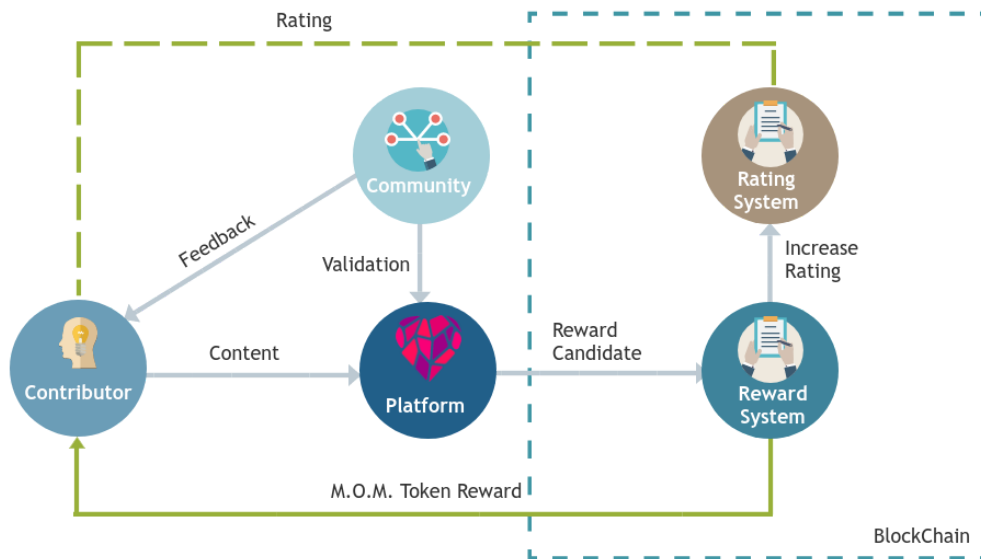 Rating
Community
Rating
System
Feedback
Validation
Increase
Rating
Content
Reward
Candidate
Contributor
Platform
Reward
System
M.O.M. Token Reward
BlockChain